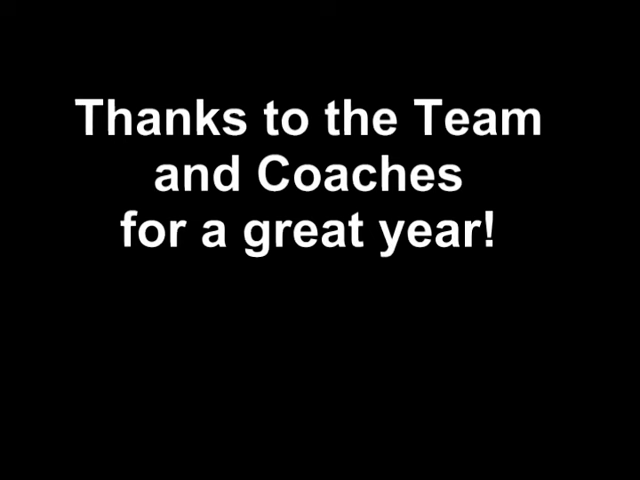 Thanks to the Team
and Coaches
for a great year!